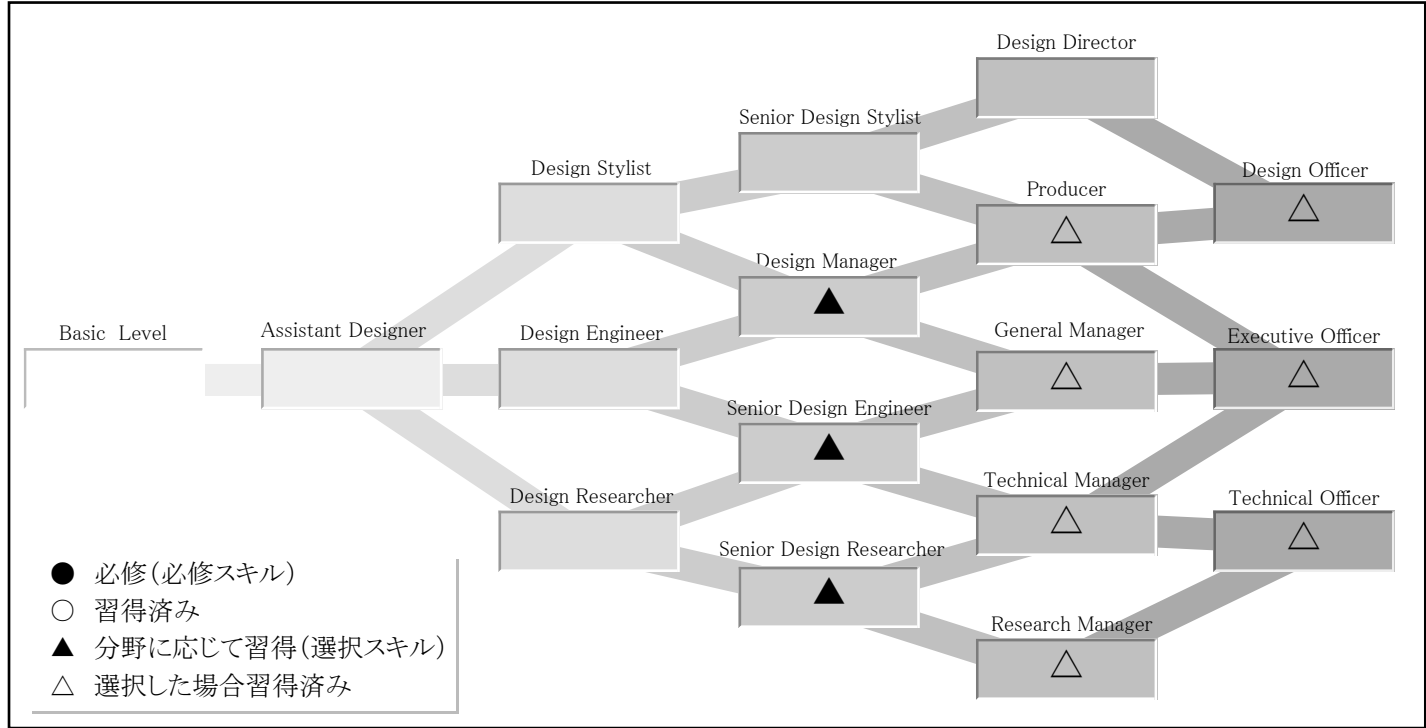 Design Director
Senior Design Stylist
Design Stylist
Design Officer
△
Producer
△
Design Manager
▲
Basic Level
Assistant Designer
Design Engineer
General Manager
△
Executive Officer
△
Senior Design Engineer
▲
Design Researcher
Technical Manager
△
Technical Officer
△
Senior Design Researcher
▲
Research Manager
△
● 必修(必修スキル)
○ 習得済み
▲ 分野に応じて習得(選択スキル)
△ 選択した場合習得済み